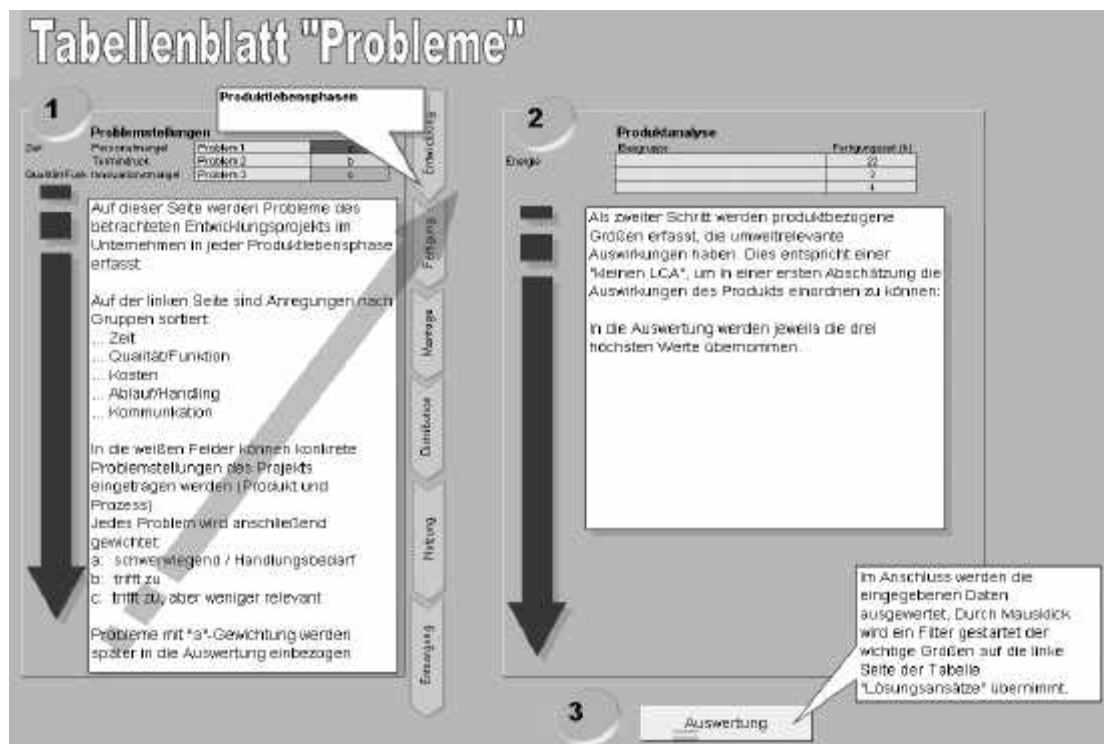 Tabellenblatt "Probleme"
1
Produktlebensphasen
Problemstellungen
Zeit Personalmangel Problem 1 a
Termindruck Problem 2 b
Qualität/Funk. Innovationsmangel Problem 3 c
Auf dieser Seite werden Probleme des
betrachteten Entwicklungsprojekts im
Unternehmen in jeder Produktlebensphase
erfasst
Auf der linken Seite sind Anregungen nach
Gruppen sortiert
... Zeit
... Qualität/Funktion
... Kosten
... Ablauf/Handling
... Kommunikation
In die weißen Felder können konkrete
Problemstellungen des Projekts
eingetragen werden (Produkt und
Prozess)
Jedes Problem wird anschließend
gewichtet
a: schwerwiegend / Handlungsbedarf
b: trifft zu
c: trifft zu, aber weniger relevant
Probleme mit "a"-Gewichtung werden
später in die Auswertung einbezogen
Entwicklung
Fertigung
Montage
Distribution
Nutzung
Entsorgung
2
Produktanalyse
Baugruppe Fertigungszeit (h)
Energie 22
3
4
Als zweiter Schritt werden produktbezogene
Größen erfasst, die umweltrelevante
Auswirkungen haben. Dies entspricht einer
"kleinen LCA", um in einer ersten Abschätzung die
Auswirkungen des Produkts einordnen zu können:
In die Auswertung werden jeweils die drei
höchsten Werte übernommen.
Im Anschluss werden die
eingegebenen Daten
ausgewertet. Durch Mausklick
wird ein Filter gestartet der
wichtige Größen auf die linke
Seite der Tabelle
"Lösungsansätze" übernimmt.
3
Auswertung